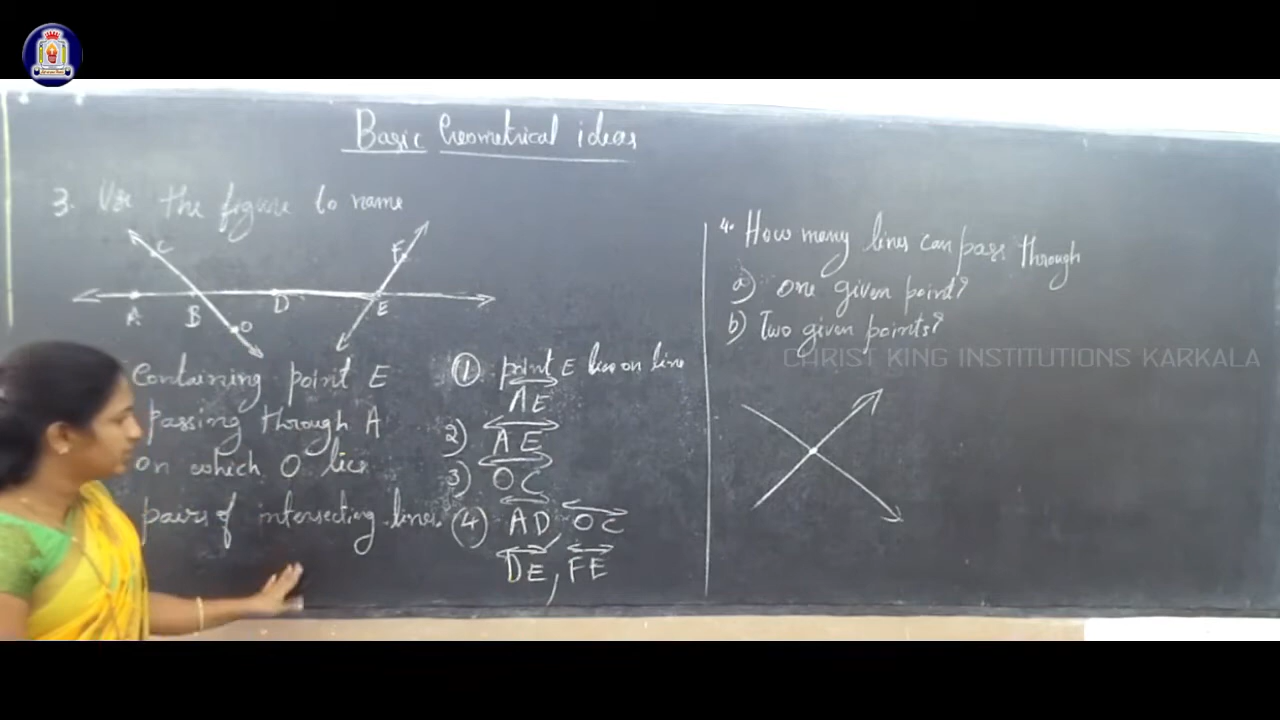 Basic Geometrical ideas
3. Use the figure to name
C
F
A
B
D
E
O
Containing point E
passing through A
on which O lies
pairs of intersecting lines.
① point E lies on line
AE
2) AE
3) OC
(4) AD, OC
DE, FE
4. How many lines can pass through
a) one given point?
b) Two given points?
CHRIST KING INSTITUTIONS KARKALA